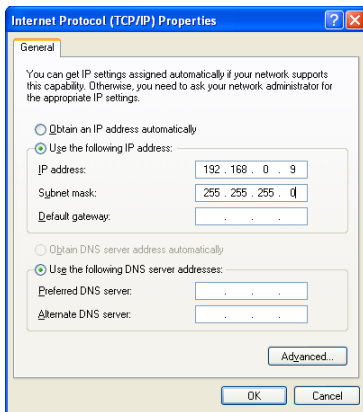 Internet Protocol (TCP/IP) Properties
General
You can get IP settings assigned automatically if your network supports
this capability. Otherwise, you need to ask your network administrator for
the appropriate IP settings.
Obtain an IP address automatically
Use the following IP address:
IP address: 192 . 168 . 0 . 9
Subnet mask: 255 . 255 . 255 . 0
Default gateway: . . .
Obtain DNS server address automatically
Use the following DNS server addresses:
Preferred DNS server: . . .
Alternate DNS server: . . .
Advanced...
OK Cancel